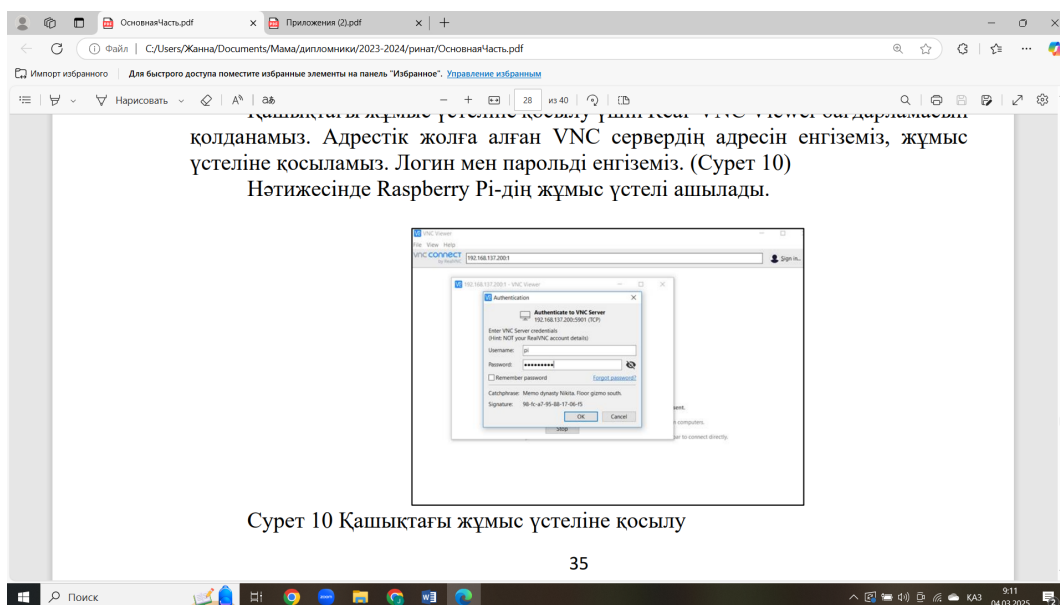 ОсновнаяЧасть.pdf
Приложения (2).pdf
Файл
C:/Users/Жанна/Documents/Мама/дипломники/2023-2024/ринат/ОсновнаяЧасть.pdf
Импорт избранного
Для быстрого доступа поместите избранные элементы на панель "Избранное". Управление избранным
Нарисовать
28 из 40
Қашықтағы жұмыс үстеліне қосылу үшін Real VNC Viewer бағдарламасын
қолданамыз. Адрестік жолға алған VNC сервердің адресін енгіземіз, жұмыс
үстеліне қосыламыз. Логин мен парольді енгіземіз. (Сурет 10)
Нәтижесінде Raspberry Pi-дің жұмыс үстелі ашылады.
VNC Viewer
File View Help
vnc connect
by RealVNC
192.168.137.200:1
Sign in...
192.168.137.200:1 - VNC Viewer
Authentication
Authenticate to VNC Server
192.168.137.200:5901 (TCP)
Enter VNC Server credentials
(Hint: NOT your RealVNC account details)
Username: pi
Password:
Remember password
Forgot password?
Catchphrase: Memo dynasty Nikita. Floor gizmo south.
Signature: 98-fc-a7-95-88-17-06-f5
OK Cancel
Stop
computers.
to connect directly.
Сурет 10 Қашықтағы жұмыс үстеліне қосылу
35
Поиск
zoom
КАЗ
9:11
04.03.2025